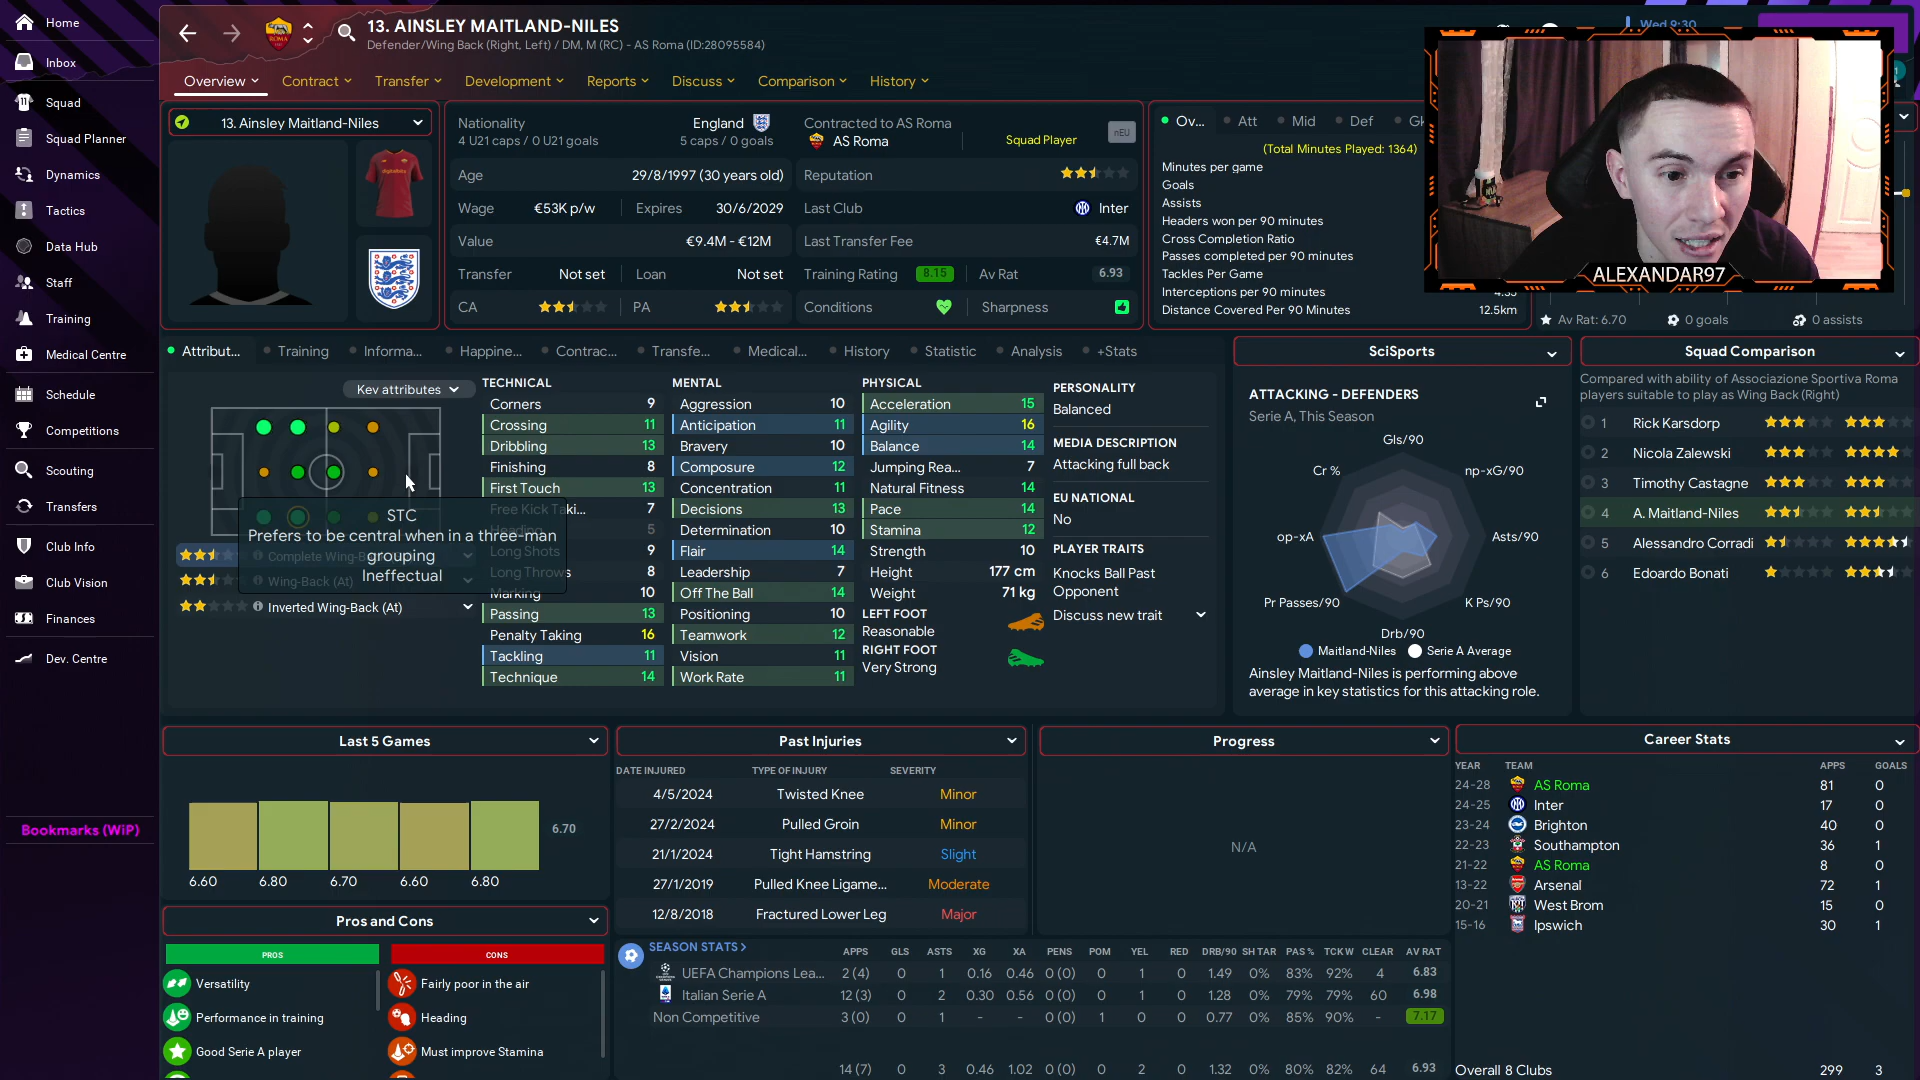 Home
Inbox
Squad
Squad Planner
Dynamics
Tactics
Data Hub
Staff
Training
Medical Centre
Schedule
Competitions
Scouting
Transfers
Club Info
Club Vision
Finances
Dev. Centre
Bookmarks (WiP)
13. AINSLEY MAITLAND-NILES
Defender/Wing Back (Right, Left) / DM, M (RC) - AS Roma (ID:28095584)
Wed 9:30
Overview Contract Transfer Development Reports Discuss Comparison History
13. Ainsley Maitland-Niles
Nationality England
4 U21 caps / 0 U21 goals 5 caps / 0 goals
Age 29/8/1997 (30 years old)
Wage €53K p/w Expires 30/6/2029
Value €9.4M - €12M
Transfer Not set Loan Not set
CA PA
Contracted to AS Roma
AS Roma Squad Player nEU
Reputation
Last Club Inter
Last Transfer Fee €4.7M
Training Rating 8.15 Av Rat 6.93
Conditions Sharpness
Ov... Att Mid Def Gk
(Total Minutes Played: 1364)
Minutes per game
Goals
Assists
Headers won per 90 minutes
Cross Completion Ratio
Passes completed per 90 minutes
Tackles Per Game
Interceptions per 90 minutes
Distance Covered Per 90 Minutes 12.5km
ALEXANDAR97
Av Rat: 6.70 0 goals 0 assists
Attribut... Training Informa... Happine... Contrac... Transfe... Medical... History Statistic Analysis +Stats
Key attributes
STC
Prefers to be central when in a three-man
grouping
Ineffectual
Complete Wing-B
Wing-Back (At)
Inverted Wing-Back (At)
TECHNICAL
Corners 9
Crossing 11
Dribbling 13
Finishing 8
First Touch 13
Free Kick Taki... 7
Heading 5
Long Shots 9
Long Throws 8
Marking 10
Passing 13
Penalty Taking 16
Tackling 11
Technique 14
MENTAL
Aggression 10
Anticipation 11
Bravery 10
Composure 12
Concentration 11
Decisions 13
Determination 10
Flair 14
Leadership 7
Off The Ball 14
Positioning 10
Teamwork 12
Vision 11
Work Rate 11
PHYSICAL
Acceleration 15
Agility 16
Balance 14
Jumping Rea... 7
Natural Fitness 14
Pace 14
Stamina 12
Strength 10
Height 177 cm
Weight 71 kg
LEFT FOOT
Reasonable
RIGHT FOOT
Very Strong
PERSONALITY
Balanced
MEDIA DESCRIPTION
Attacking full back
EU NATIONAL
No
PLAYER TRAITS
Knocks Ball Past
Opponent
Discuss new trait
SciSports
ATTACKING - DEFENDERS
Serie A, This Season
Gls/90
np-xG/90
Asts/90
K Ps/90
Drb/90
Pr Passes/90
op-xA
Cr %
Maitland-Niles Serie A Average
Ainsley Maitland-Niles is performing above
average in key statistics for this attacking role.
Squad Comparison
Compared with ability of Associazione Sportiva Roma
players suitable to play as Wing Back (Right)
1 Rick Karsdorp
2 Nicola Zalewski
3 Timothy Castagne
4 A. Maitland-Niles
5 Alessandro Corradi
6 Edoardo Bonati
Last 5 Games
6.70
6.60 6.80 6.70 6.60 6.80
Pros and Cons
PROS CONS
Versatility Fairly poor in the air
Performance in training Heading
Good Serie A player Must improve Stamina
Past Injuries
DATE INJURED TYPE OF INJURY SEVERITY
4/5/2024 Twisted Knee Minor
27/2/2024 Pulled Groin Minor
21/1/2024 Tight Hamstring Slight
27/1/2019 Pulled Knee Ligame... Moderate
12/8/2018 Fractured Lower Leg Major
Progress
N/A
SEASON STATS> APPS GLS ASTS XG XA PENS POM YEL RED DRB/90 SH TAR PAS % TCK W CLEAR AV RAT
UEFA Champions Lea... 2 (4) 0 1 0.16 0.46 0 (0) 0 1 0 1.49 0% 83% 92% 4 6.83
Italian Serie A 12 (3) 0 2 0.30 0.56 0 (0) 0 1 0 1.28 0% 79% 79% 60 6.98
Non Competitive 3 (0) 0 1 - - 0 (0) 1 0 0 0.77 0% 85% 90% - 7.17
14 (7) 0 3 0.46 1.02 0 (0) 0 2 0 1.32 0% 80% 82% 64 6.93
Career Stats
YEAR TEAM APPS GOALS
24-28 AS Roma 81 0
24-25 Inter 17 0
23-24 Brighton 40 0
22-23 Southampton 36 1
21-22 AS Roma 8 0
13-22 Arsenal 72 1
20-21 West Brom 15 0
15-16 Ipswich 30 1
Overall 8 Clubs 299 3